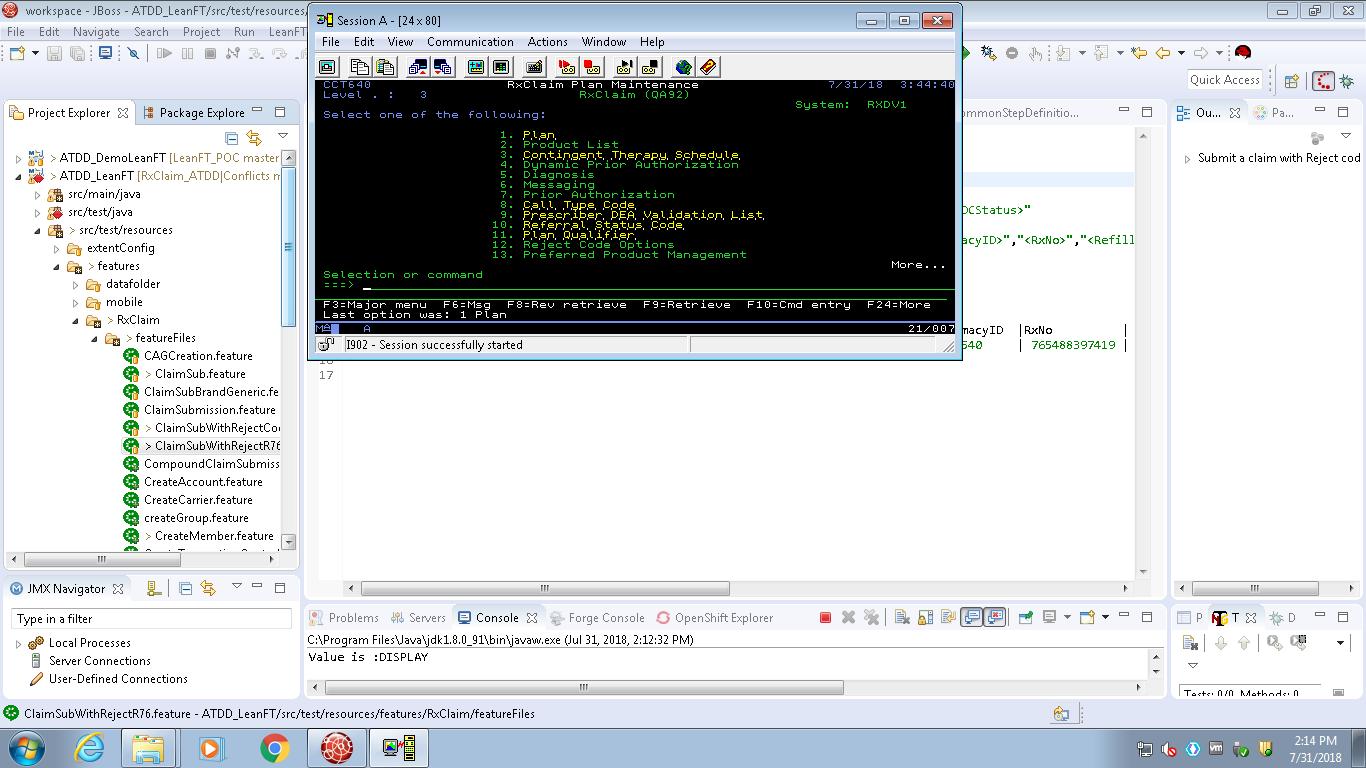 workspace - JBoss - ATDD_LeanFT/src/test/resources/
File Edit Navigate Search Project Run LeanFT
Quick Access
Project Explorer
Package Explore
> ATDD_DemoLeanFT [LeanFT_POC master
> ATDD_LeanFT [RxClaim_ATDD|Conflicts m
src/main/java
src/test/java
> src/test/resources
extentConfig
> features
datafolder
mobile
> RxClaim
> featureFiles
CAGCreation.feature
> ClaimSub.feature
ClaimSubBrandGeneric.fe
ClaimSubmission.feature
> ClaimSubWithRejectCo
> ClaimSubWithRejectR76
CompoundClaimSubmiss
CreateAccount.feature
CreateCarrier.feature
createGroup.feature
> CreateMember.feature
JMX Navigator
Type in a filter
Local Processes
Server Connections
User-Defined Connections
Session A - [24 x 80]
File Edit View Communication Actions Window Help
CCT640 RxClaim Plan Maintenance 7/31/18 3:44:40
Level . : 3 RxClaim (QA92)
System: RXDV1
Select one of the following:
1. Plan
2. Product List
3. Contingent Therapy Schedule
4. Dynamic Prior Authorization
5. Diagnosis
6. Messaging
7. Prior Authorization
8. Call Type Code
9. Prescriber DEA Validation List
10. Referral Status Code
11. Plan Qualifier
12. Reject Code Options
13. Preferred Product Management
More...
Selection or command
===>
F3=Major menu F6=Msg F8=Rev retrieve F9=Retrieve F10=Cmd entry F24=More
Last option was: 1 Plan
A 21/007
I902 - Session successfully started
ommonStepDefinitio...
DCStatus>"
acyID>","<RxNo>","<Refill
macyID |RxNo |
540 | 765488397419 |
17
Ou...
Pa...
Submit a claim with Reject cod
Problems Servers Console Forge Console OpenShift Explorer
C:\Program Files\Java\jdk1.8.0_91\bin\javaw.exe (Jul 31, 2018, 2:12:32 PM)
Value is :DISPLAY
P T D
Tests: 0/0 Methods: 0
ClaimSubWithRejectR76.feature - ATDD_LeanFT/src/test/resources/features/RxClaim/featureFiles
2:14 PM
7/31/2018